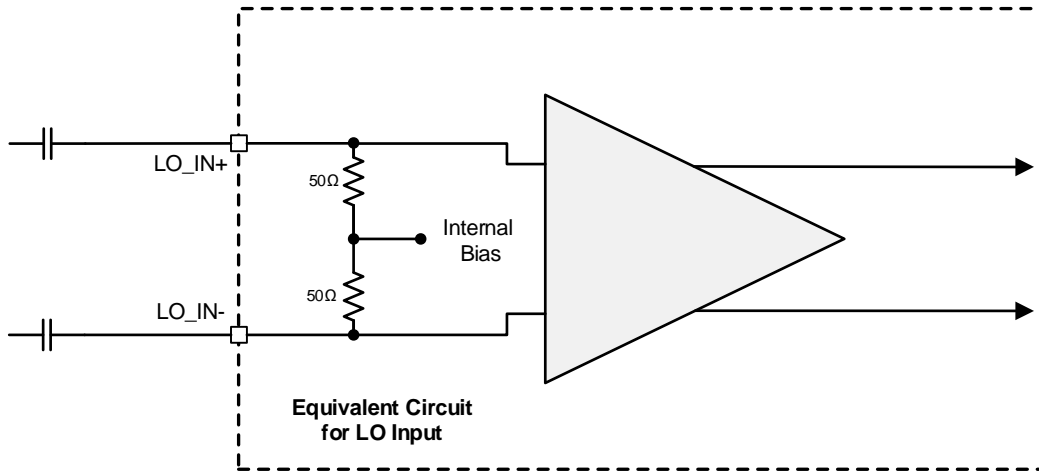 LO_IN+
50Ω
Internal
Bias
50Ω
LO_IN-
Equivalent Circuit
for LO Input